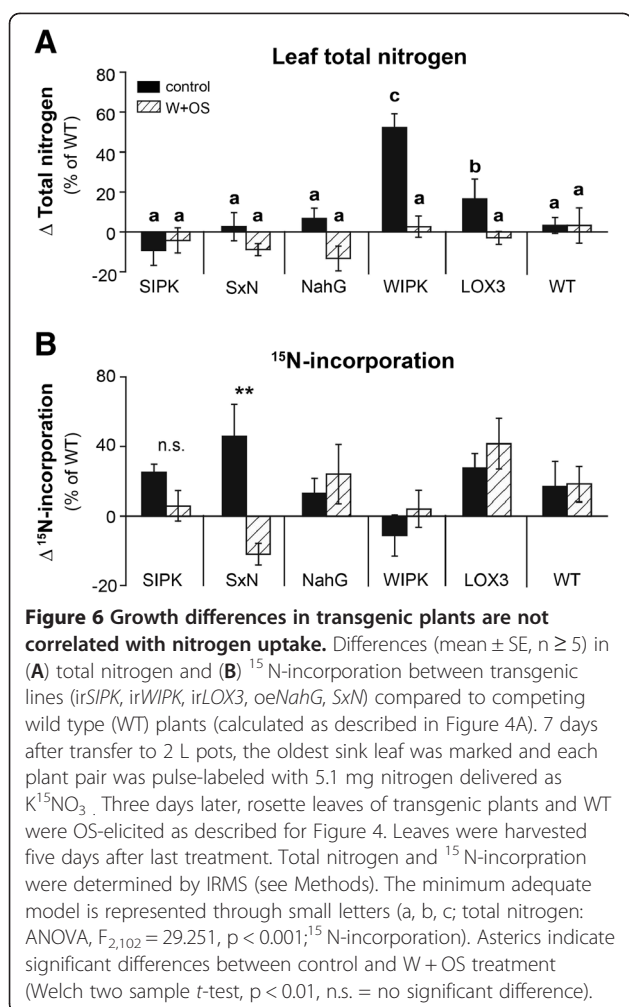 A
Leaf total nitrogen
control
W+OS
Δ Total nitrogen
(% of WT)
80
60
40
20
0
-20
a a a a a a c a b a a a
SIPK SxN NahG WIPK LOX3 WT
B
¹⁵N-incorporation
Δ ¹⁵N-incorporation
(% of WT)
80
40
0
-20
n.s. **
SIPK SxN NahG WIPK LOX3 WT
Figure 6 Growth differences in transgenic plants are not
correlated with nitrogen uptake. Differences (mean ± SE, n ≥ 5) in
(A) total nitrogen and (B) ¹⁵ N-incorporation between transgenic
lines (irSIPK, irWIPK, irLOX3, oeNahG, SxN) compared to competing
wild type (WT) plants (calculated as described in Figure 4A). 7 days
after transfer to 2 L pots, the oldest sink leaf was marked and each
plant pair was pulse-labeled with 5.1 mg nitrogen delivered as
K¹⁵NO₃ . Three days later, rosette leaves of transgenic plants and WT
were OS-elicited as described for Figure 4. Leaves were harvested
five days after last treatment. Total nitrogen and ¹⁵ N-incorpration
were determined by IRMS (see Methods). The minimum adequate
model is represented through small letters (a, b, c; total nitrogen:
ANOVA, F₂,₁₀₂ = 29.251, p < 0.001;¹⁵ N-incorporation). Asterics indicate
significant differences between control and W + OS treatment
(Welch two sample t-test, p < 0.01, n.s. = no significant difference).